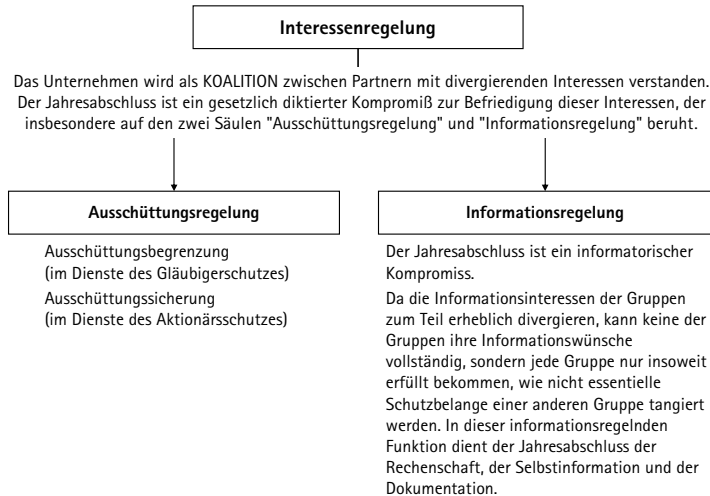 Interessenregelung
Das Unternehmen wird als KOALITION zwischen Partnern mit divergierenden Interessen verstanden.
Der Jahresabschluss ist ein gesetzlich diktierter Kompromiß zur Befriedigung dieser Interessen, der
insbesondere auf den zwei Säulen "Ausschüttungsregelung" und "Informationsregelung" beruht.
Ausschüttungsregelung
Ausschüttungsbegrenzung
(im Dienste des Gläubigerschutzes)
Ausschüttungssicherung
(im Dienste des Aktionärsschutzes)
Informationsregelung
Der Jahresabschluss ist ein informatorischer
Kompromiss.
Da die Informationsinteressen der Gruppen
zum Teil erheblich divergieren, kann keine der
Gruppen ihre Informationswünsche
vollständig, sondern jede Gruppe nur insoweit
erfüllt bekommen, wie nicht essentielle
Schutzbelange einer anderen Gruppe tangiert
werden. In dieser informationsregelnden
Funktion dient der Jahresabschluss der
Rechenschaft, der Selbstinformation und der
Dokumentation.